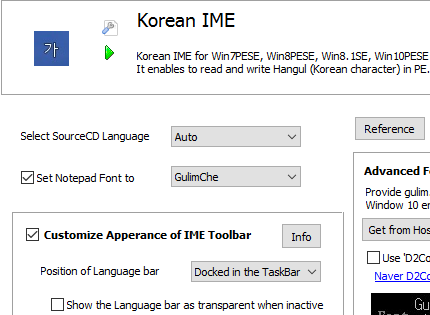 Korean IME
가
Korean IME for Win7PESE, Win8PESE, Win8.1SE, Win10PESE
It enables to read and write Hangul (Korean character) in PE.
Select SourceCD Language
Auto
Reference
Set Notepad Font to
GulimChe
Advanced
Provide gulim
Window 10
Customize Apperance of IME Toolbar
Info
Get from
Position of Language bar
Docked in the TaskBar
Use
Naver
Show the Language bar as transparent when inactive